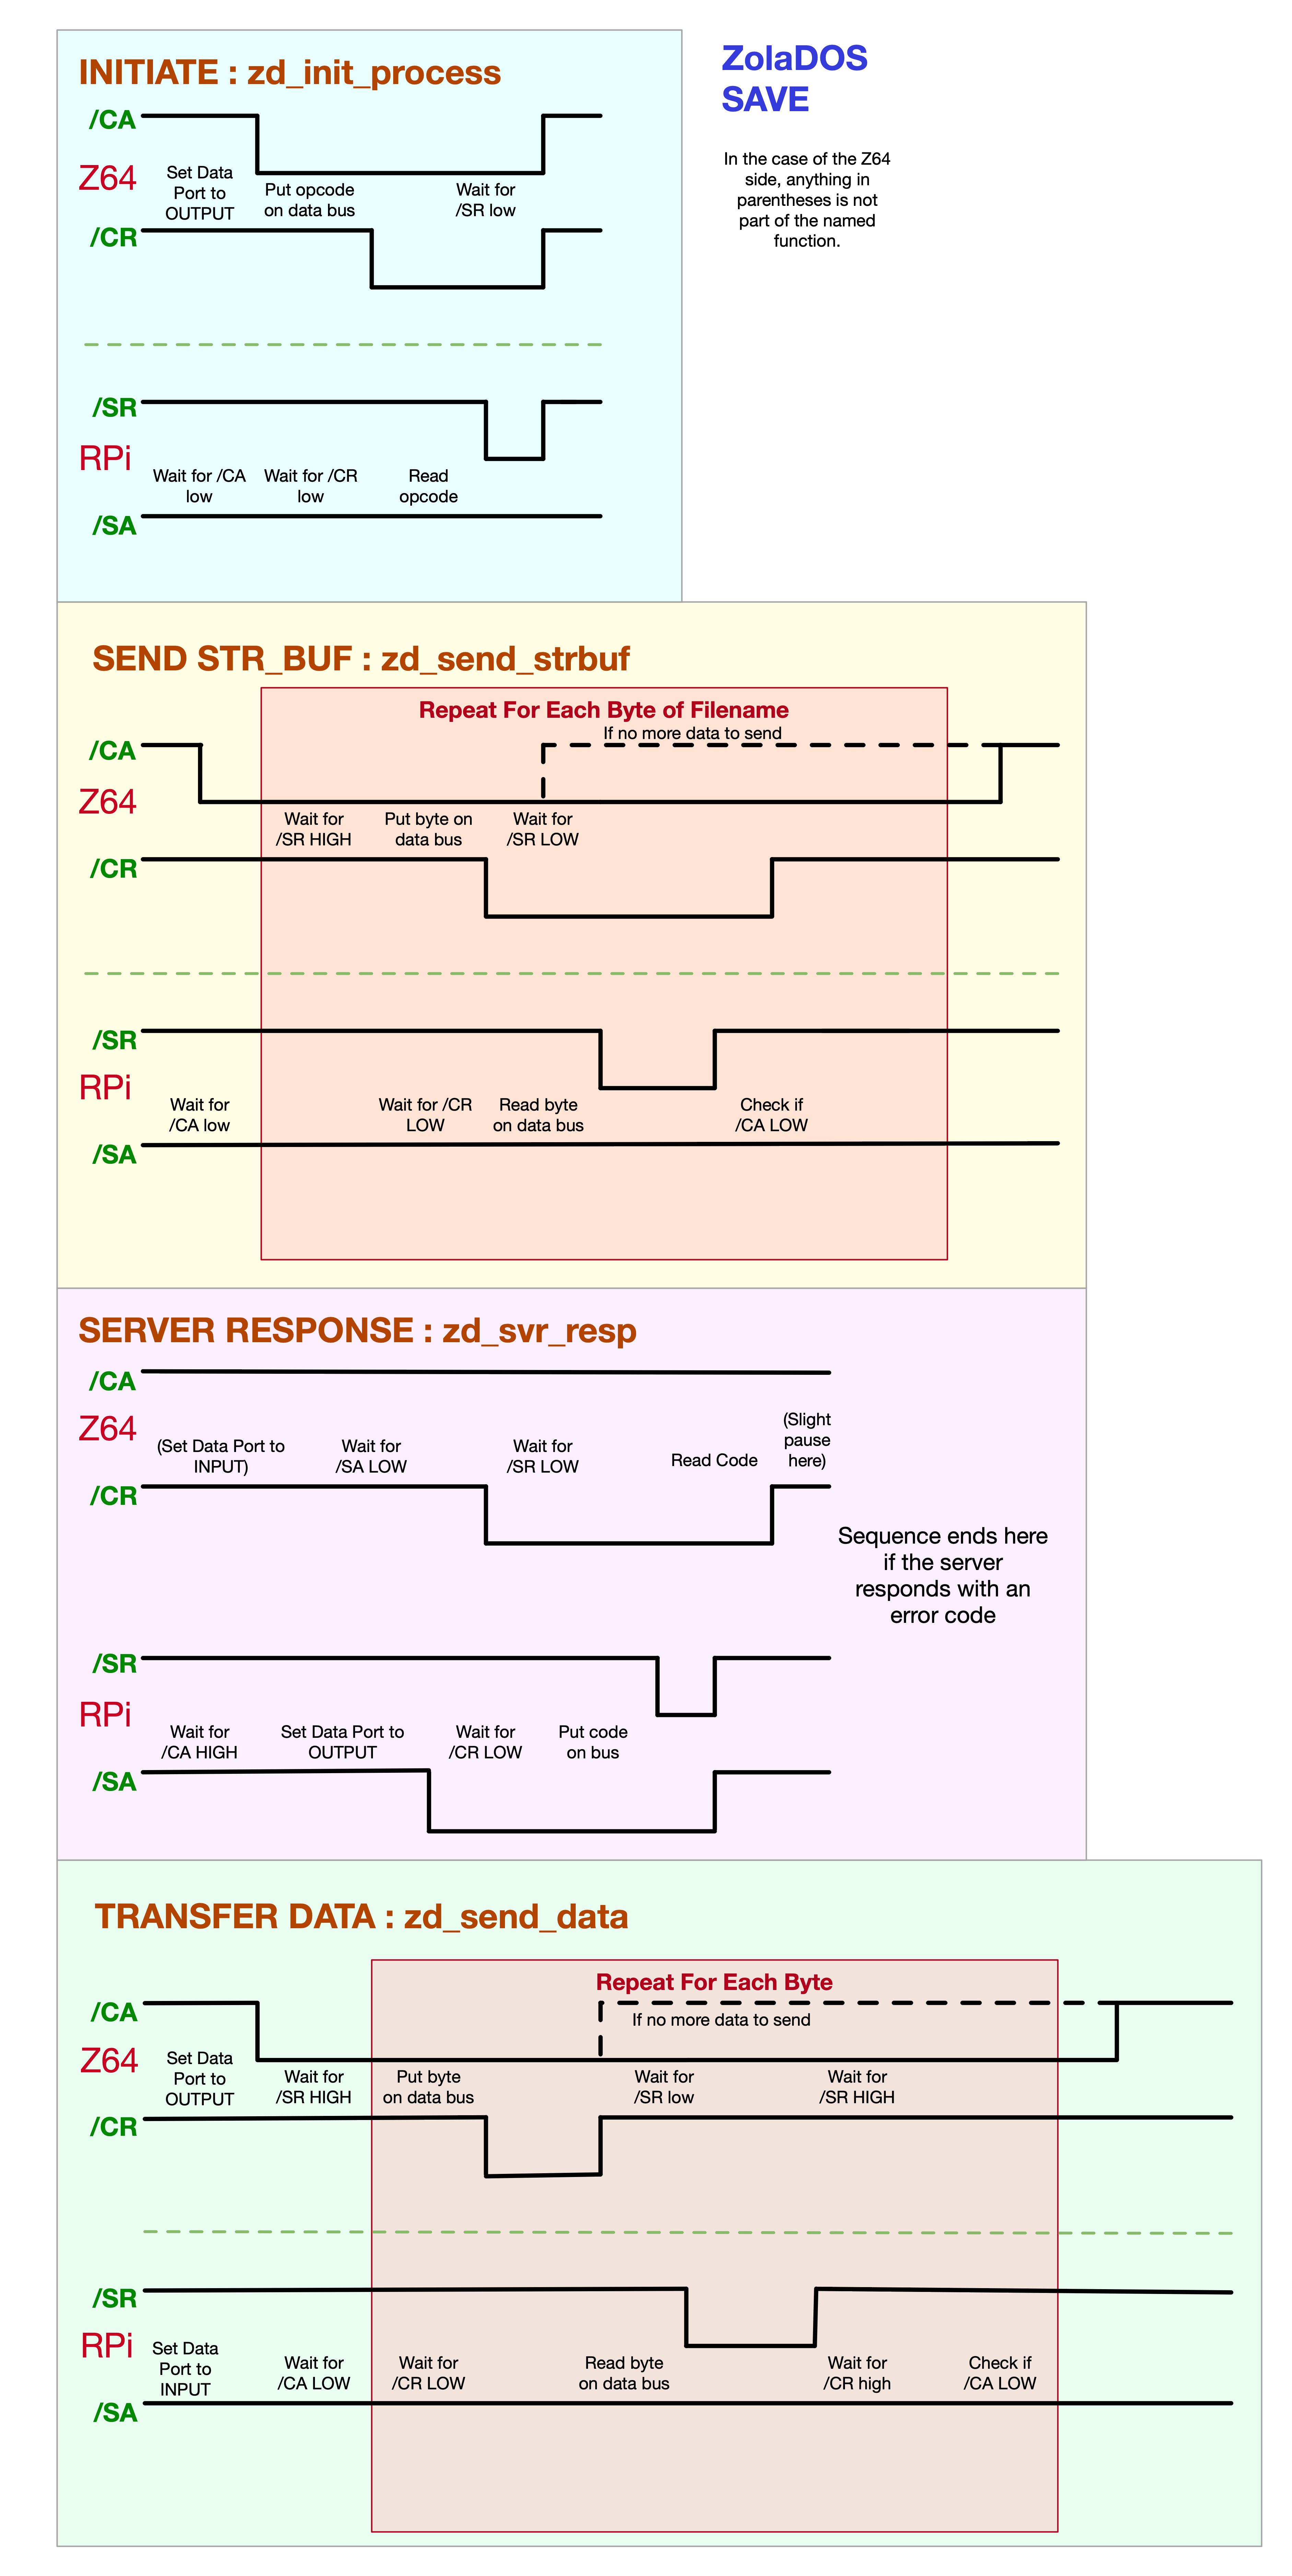 INITIATE : zd_init_process
ZolaDOS
SAVE
In the case of the Z64
side, anything in
parentheses is not
part of the named
function.
/CA
Z64
Set Data
Port to
OUTPUT
Put opcode
on data bus
Wait for
/SR low
/CR
/SR
RPi
Wait for /CA
low
Wait for /CR
low
Read
opcode
/SA
SEND STR_BUF : zd_send_strbuf
Repeat For Each Byte of Filename
If no more data to send
/CA
Z64
Wait for
/SR HIGH
Put byte on
data bus
Wait for
/SR LOW
/CR
/SR
RPi
Wait for
/CA low
Wait for /CR
LOW
Read byte
on data bus
Check if
/CA LOW
/SA
SERVER RESPONSE : zd_svr_resp
/CA
Z64
(Set Data Port to
INPUT)
Wait for
/SA LOW
Wait for
/SR LOW
Read Code
(Slight
pause
here)
/CR
Sequence ends here
if the server
responds with an
error code
/SR
RPi
Wait for
/CA HIGH
Set Data Port to
OUTPUT
Wait for
/CR LOW
Put code
on bus
/SA
TRANSFER DATA : zd_send_data
Repeat For Each Byte
/CA
If no more data to send
Z64
Set Data
Port to
OUTPUT
Wait for
/SR HIGH
Put byte
on data bus
Wait for
/SR low
Wait for
/SR HIGH
/CR
/SR
RPi
Set Data
Port to
INPUT
Wait for
/CA LOW
Wait for
/CR LOW
Read byte
on data bus
Wait for
/CR high
Check if
/CA LOW
/SA